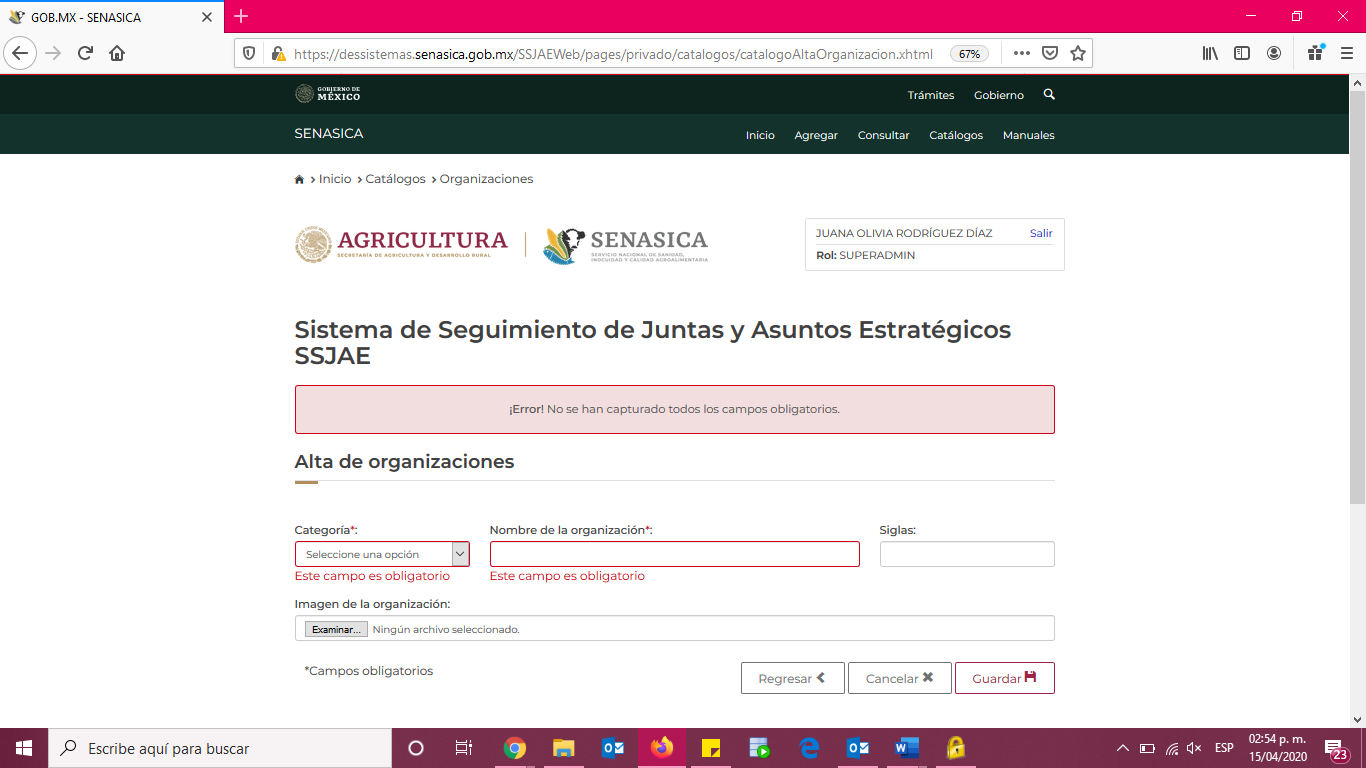 GOB.MX - SENASICA
https://dessistemas.senasica.gob.mx/SSJAEWeb/pages/privado/catalogos/catalogoAltaOrganizacion.xhtml
67%
GOBIERNO DE
MÉXICO
Trámites
Gobierno
SENASICA
Inicio
Agregar
Consultar
Catálogos
Manuales
Inicio
Catálogos
Organizaciones
AGRICULTURA
SECRETARÍA DE AGRICULTURA Y DESARROLLO RURAL
SENASICA
SERVICIO NACIONAL DE SANIDAD,
INOCUIDAD Y CALIDAD AGROALIMENTARIA
JUANA OLIVIA RODRÍGUEZ DÍAZ
Salir
Rol: SUPERADMIN
Sistema de Seguimiento de Juntas y Asuntos Estratégicos
SSJAE
¡Error! No se han capturado todos los campos obligatorios.
Alta de organizaciones
Categoría*:
Nombre de la organización*:
Siglas:
Seleccione una opción
Este campo es obligatorio
Este campo es obligatorio
Imagen de la organización:
Examinar... Ningún archivo seleccionado.
*Campos obligatorios
Regresar
Cancelar
Guardar
Escribe aquí para buscar
ESP
02:54 p. m.
15/04/2020
23